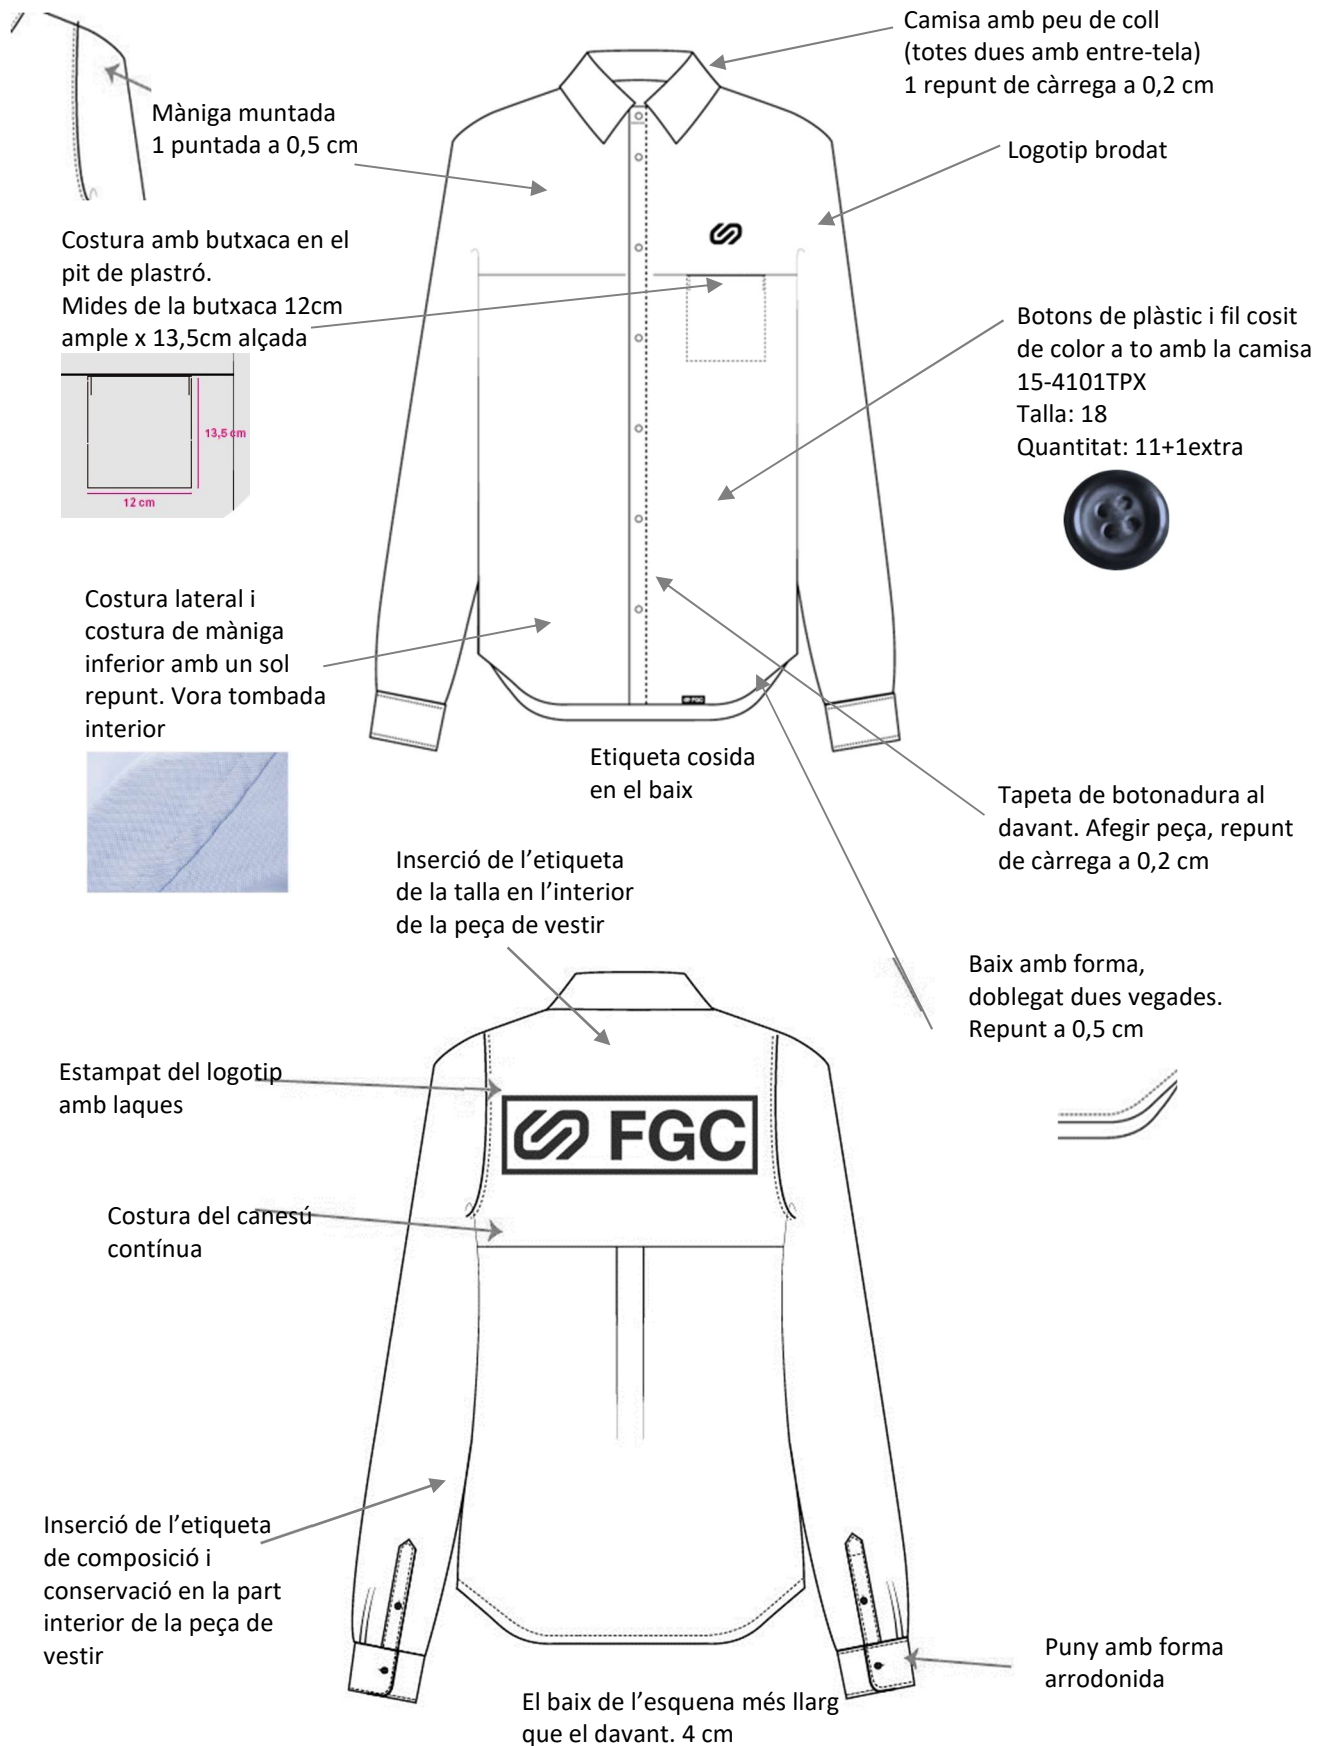 Camisa amb peu de coll
(totes dues amb entre-tela)
1 repunt de càrrega a 0,2 cm
Màniga muntada
1 puntada a 0,5 cm
Logotip brodat
Costura amb butxaca en el
pit de plastró.
Mides de la butxaca 12cm
ample x 13,5cm alçada
13,5 cm
12 cm
Botons de plàstic i fil cosit
de color a to amb la camisa
15-4101TPX
Talla: 18
Quantitat: 11+1extra
Costura lateral i
costura de màniga
inferior amb un sol
repunt. Vora tombada
interior
FGC
Etiqueta cosida
en el baix
Tapeta de botonadura al
davant. Afegir peça, repunt
de càrrega a 0,2 cm
Inserció de l’etiqueta
de la talla en l’interior
de la peça de vestir
Baix amb forma,
doblegat dues vegades.
Repunt a 0,5 cm
Estampat del logotip
amb laques
FGC
Costura del canesú
contínua
Inserció de l’etiqueta
de composició i
conservació en la part
interior de la peça de
vestir
Puny amb forma
arrodonida
El baix de l’esquena més llarg
que el davant. 4 cm